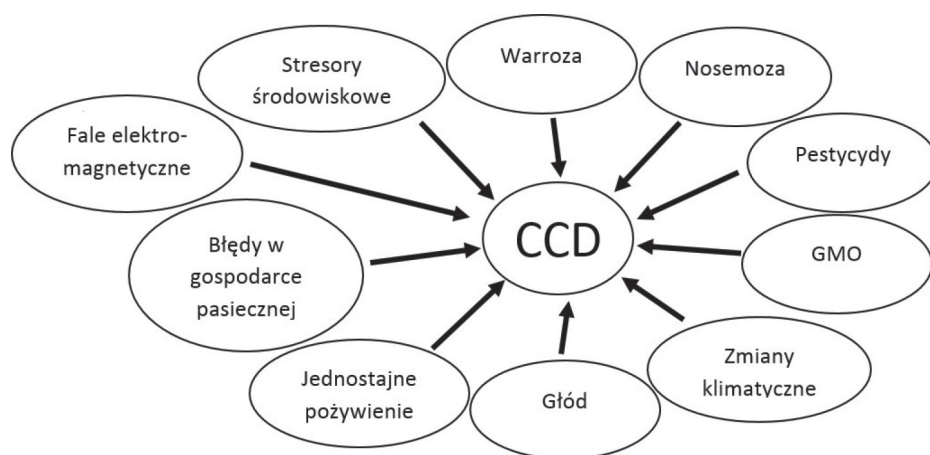 Stresory
środowiskowe
Warroza
Nosemoza
Fale elektro-
magnetyczne
Pestycydy
CCD
Błędy w
gospodarce
pasiecznej
GMO
Jednostajne
pożywienie
Głód
Zmiany
klimatyczne